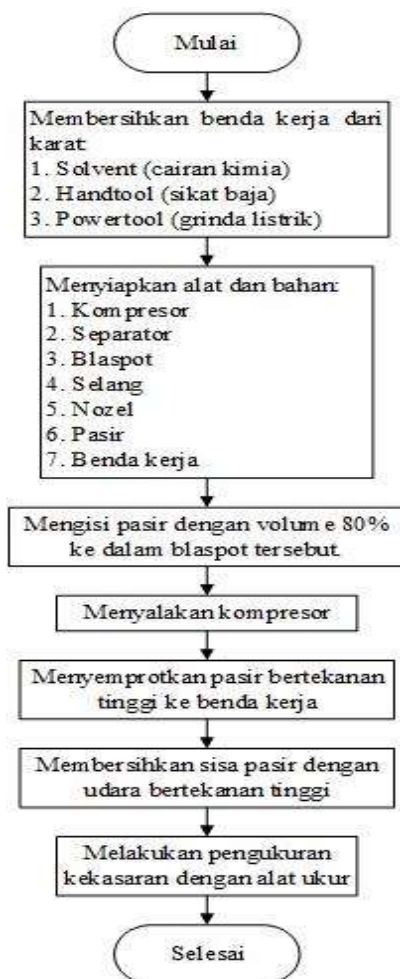 Mulai
Membersihkan benda kerja dari
karat:
1. Solvent (cairan kimia)
2. Handtool (sikat baja)
3. Powertool (grinda listrik)
Menyiapkan alat dan bahan:
1. Kompresor
2. Separator
3. Blaspot
4. Selang
5. Nozel
6. Pasir
7. Benda kerja
Mengisi pasir dengan volume 80%
ke dalam blaspot tersebut.
Menyalakan kompresor
Menyemprotkan pasir bertekanan
tinggi ke benda kerja
Membersihkan sisa pasir dengan
udara bertekanan tinggi
Melakukan pengukuran
kekasaran dengan alat ukur
Selesai